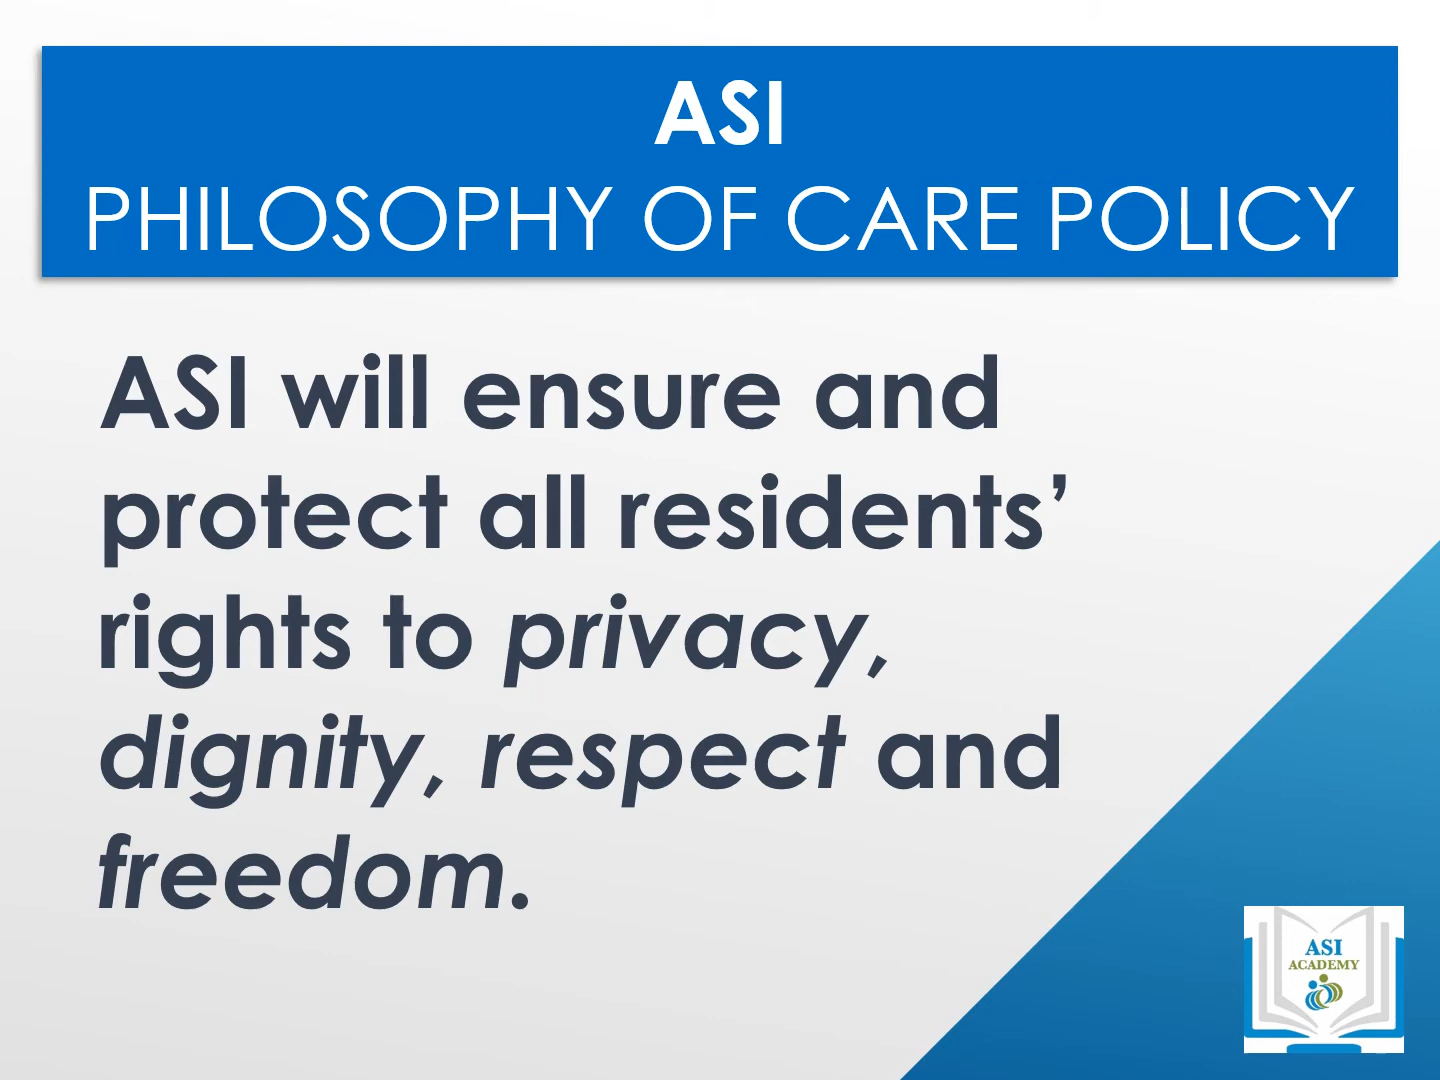 ASI
PHILOSOPHY OF CARE POLICY
ASI will ensure and
protect all residents’
rights to privacy,
dignity, respect and
freedom.
ASI
ACADEMY